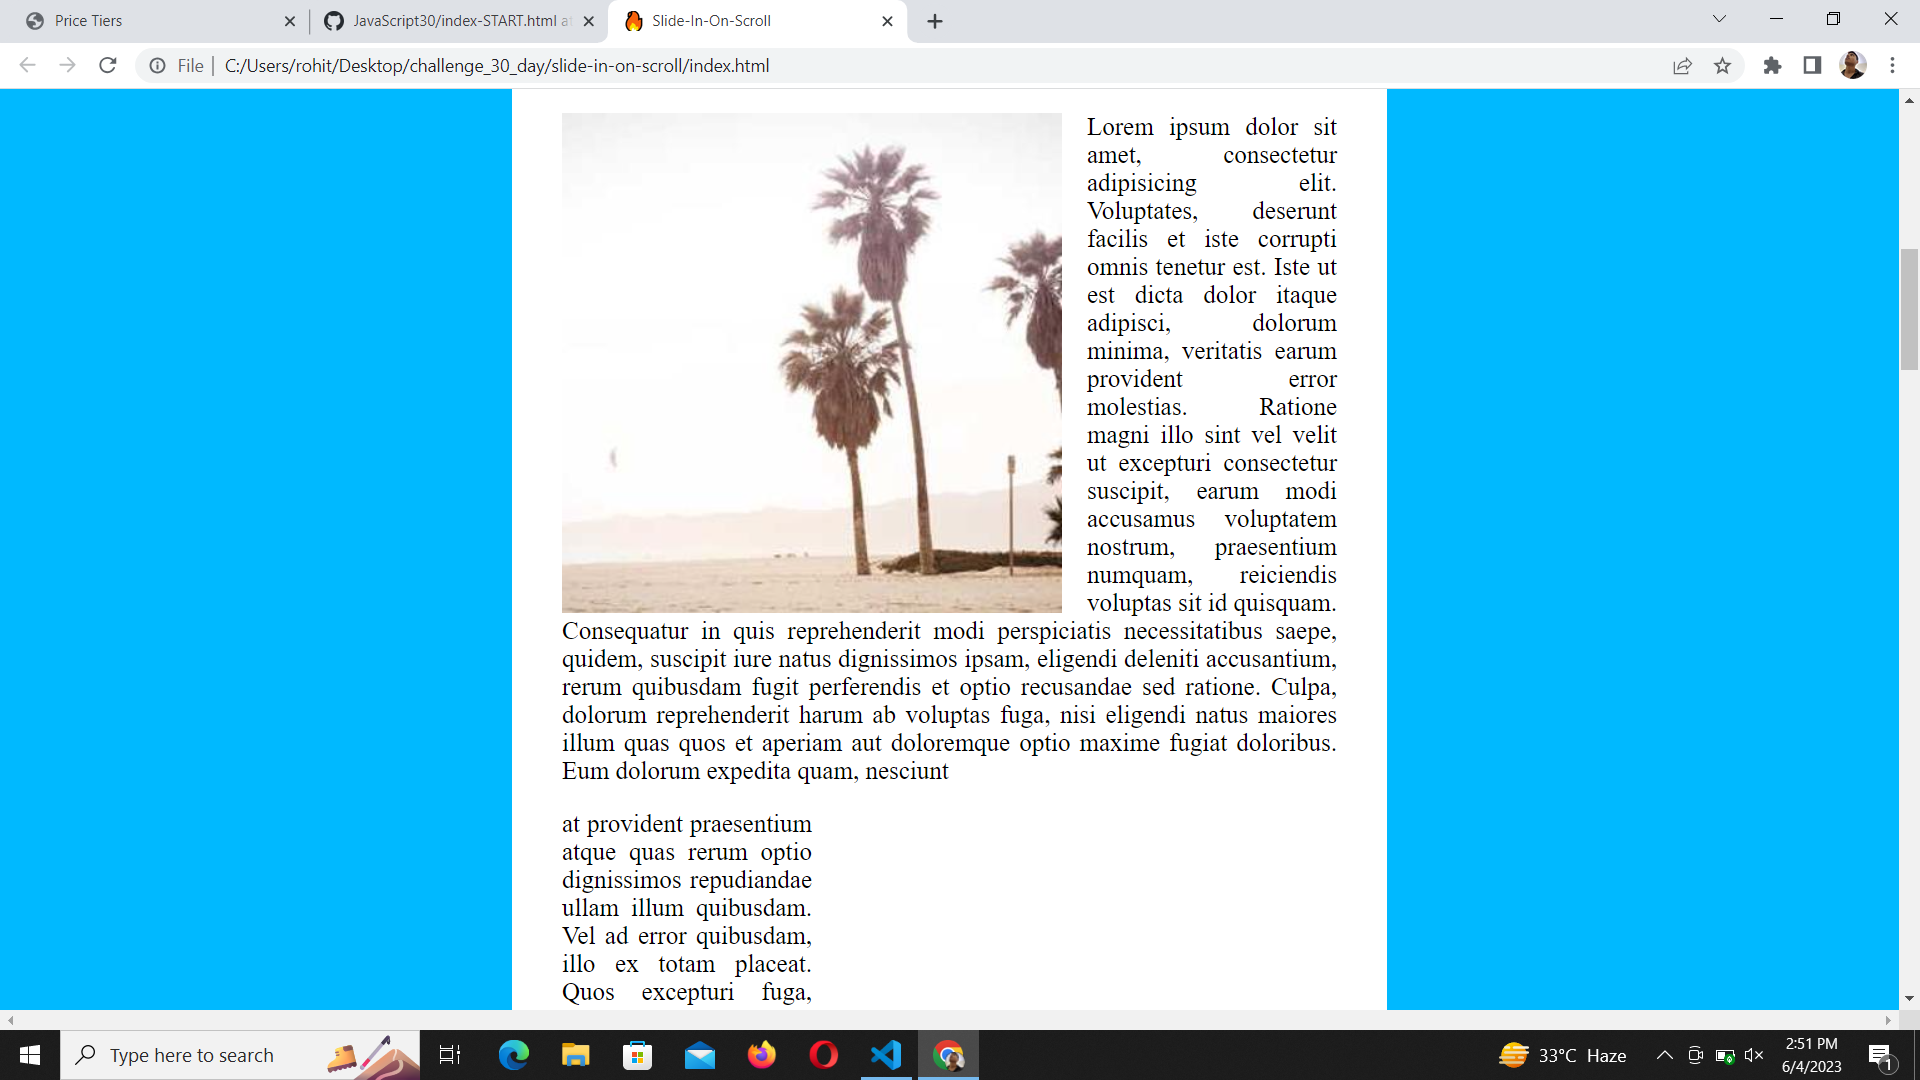 Price Tiers
JavaScript30/index-START.html at
Slide-In-On-Scroll
File
C:/Users/rohit/Desktop/challenge_30_day/slide-in-on-scroll/index.html
Lorem ipsum dolor sit
amet, consectetur
adipisicing elit.
Voluptates, deserunt
facilis et iste corrupti
omnis tenetur est. Iste ut
est dicta dolor itaque
adipisci, dolorum
minima, veritatis earum
provident error
molestias. Ratione
magni illo sint vel velit
ut excepturi consectetur
suscipit, earum modi
accusamus voluptatem
nostrum, praesentium
numquam, reiciendis
voluptas sit id quisquam.
Consequatur in quis reprehenderit modi perspiciatis necessitatibus saepe,
quidem, suscipit iure natus dignissimos ipsam, eligendi deleniti accusantium,
rerum quibusdam fugit perferendis et optio recusandae sed ratione. Culpa,
dolorum reprehenderit harum ab voluptas fuga, nisi eligendi natus maiores
illum quas quos et aperiam aut doloremque optio maxime fugiat doloribus.
Eum dolorum expedita quam, nesciunt
at provident praesentium
atque quas rerum optio
dignissimos repudiandae
ullam illum quibusdam.
Vel ad error quibusdam,
illo ex totam placeat.
Quos excepturi fuga,
Type here to search
33°C Haze
2:51 PM
6/4/2023
1